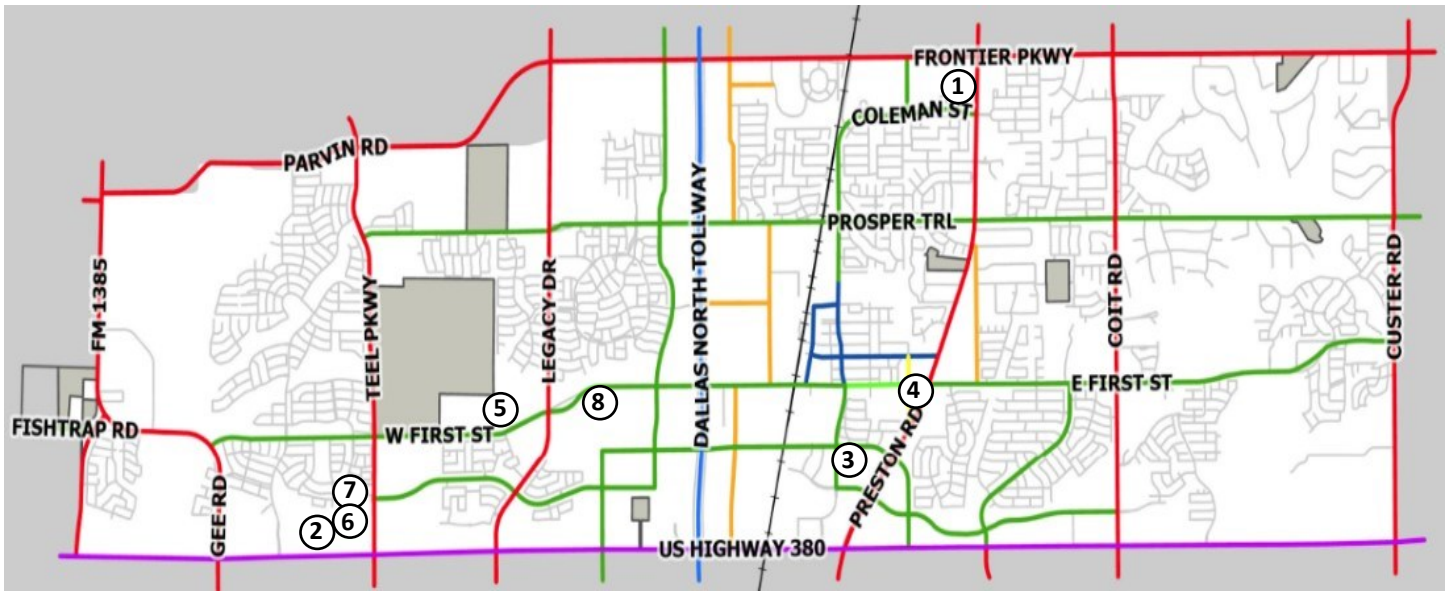 FRONTIER PKWY
1
COLEMAN ST
PARVIN RD
DALLAS NORTH TOLLWAY
PROSPER TRL
FM 1385
TEEL PKWY
LEGACY DR
COIT RD
CUSTER RD
E FIRST ST
4
8
5
FISHTRAP RD
W FIRST ST
PRESTON RD
3
7
6
2
GEE RD
US HIGHWAY 380